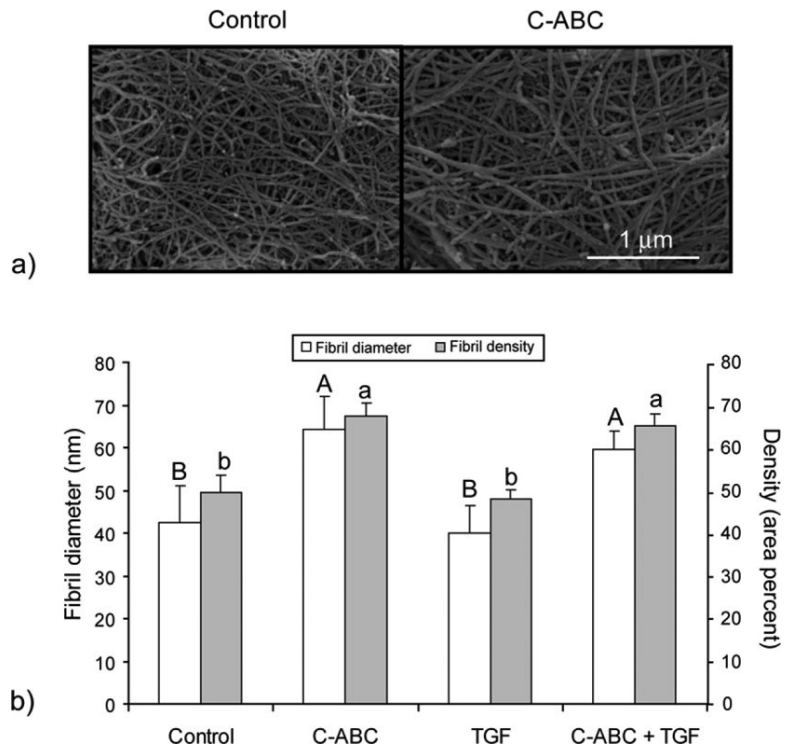 Control C-ABC
1 µm
a)
Fibril diameter Fibril density
80 80
70 70
60 60
50 50
40 40
30 30
20 20
10 10
0 0
Fibril diameter (nm)
Density (area percent)
B b A a B b A a
b)
Control C-ABC TGF C-ABC + TGF